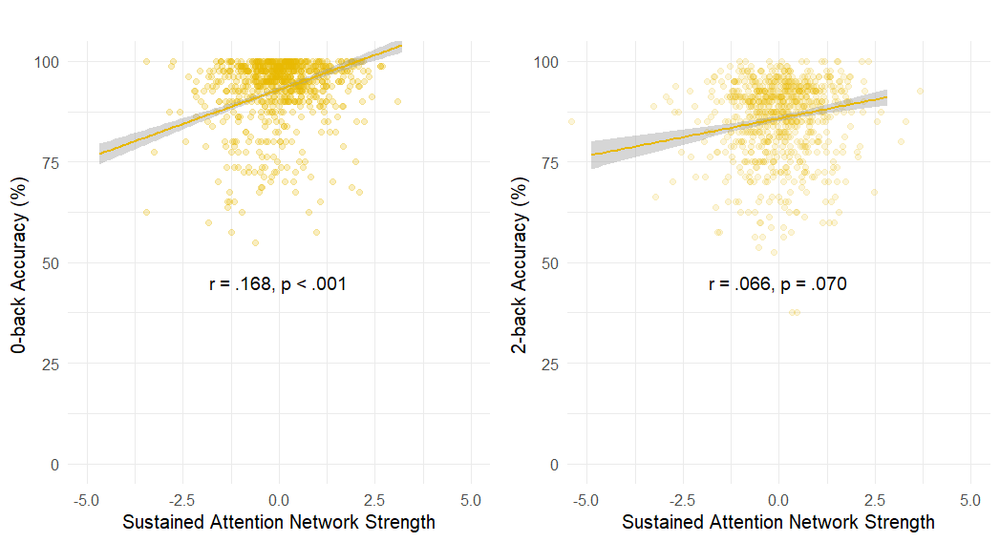 0-back Accuracy (%)
100
75
50
25
0
r = .168, p < .001
-5.0 -2.5 0.0 2.5 5.0
Sustained Attention Network Strength
2-back Accuracy (%)
100
75
50
25
0
r = .066, p = .070
-5.0 -2.5 0.0 2.5 5.0
Sustained Attention Network Strength